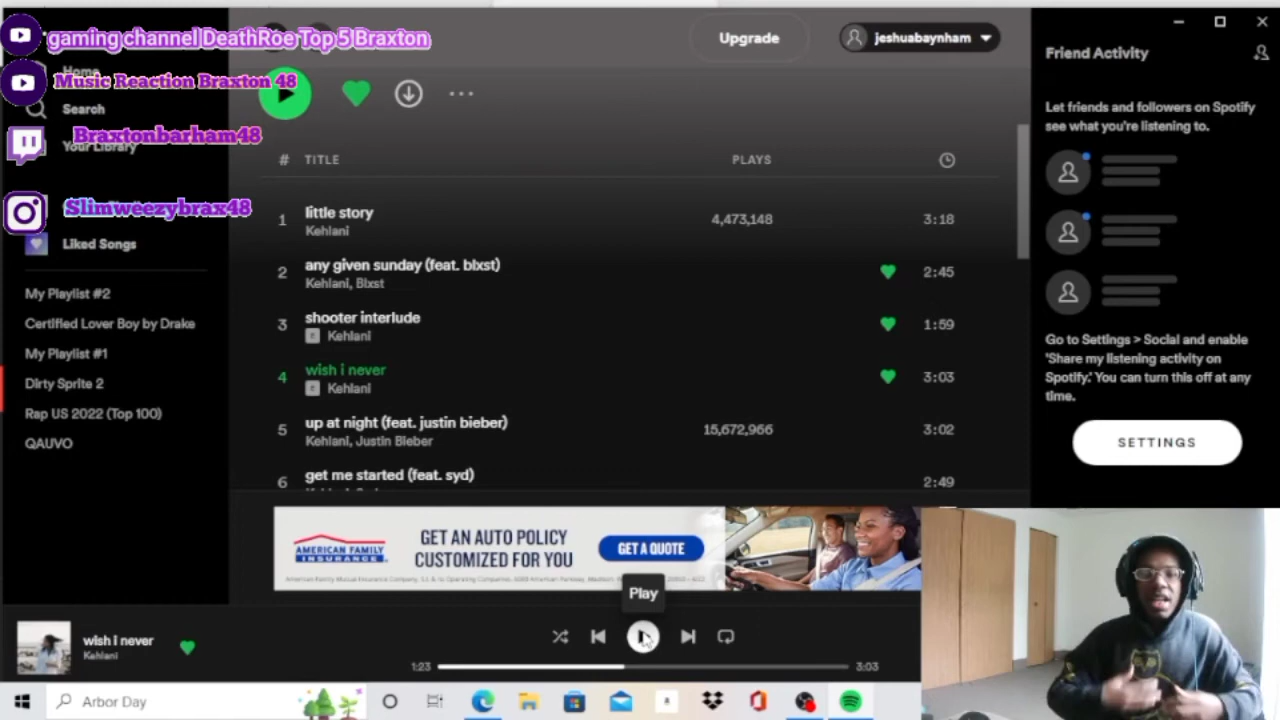 gaming channel DeathRoe Top 5 Braxton
Home
Music Reaction Braxton 48
Search
Braxtonbarham48
Your Library
Slimweezybrax48
Liked Songs
My Playlist #2
Certified Lover Boy by Drake
My Playlist #1
Dirty Sprite 2
Rap US 2022 (Top 100)
QAUVO
Upgrade
jeshuabaynham
# TITLE PLAYS
1 little story 4,473,148 3:18
Kehlani
2 any given sunday (feat. blxst) 2:45
Kehlani, Blxst
3 shooter interlude 1:59
E Kehlani
4 wish i never 3:03
E Kehlani
5 up at night (feat. justin bieber) 15,672,966 3:02
Kehlani, Justin Bieber
6 get me started (feat. syd) 2:49
Friend Activity
Let friends and followers on Spotify
see what you're listening to.
Go to Settings > Social and enable
'Share my listening activity on
Spotify.' You can turn this off at any
time.
SETTINGS
AMERICAN FAMILY
INSURANCE
GET AN AUTO POLICY
CUSTOMIZED FOR YOU
GET A QUOTE
Play
wish i never
Kehlani
1:23 3:03
Arbor Day